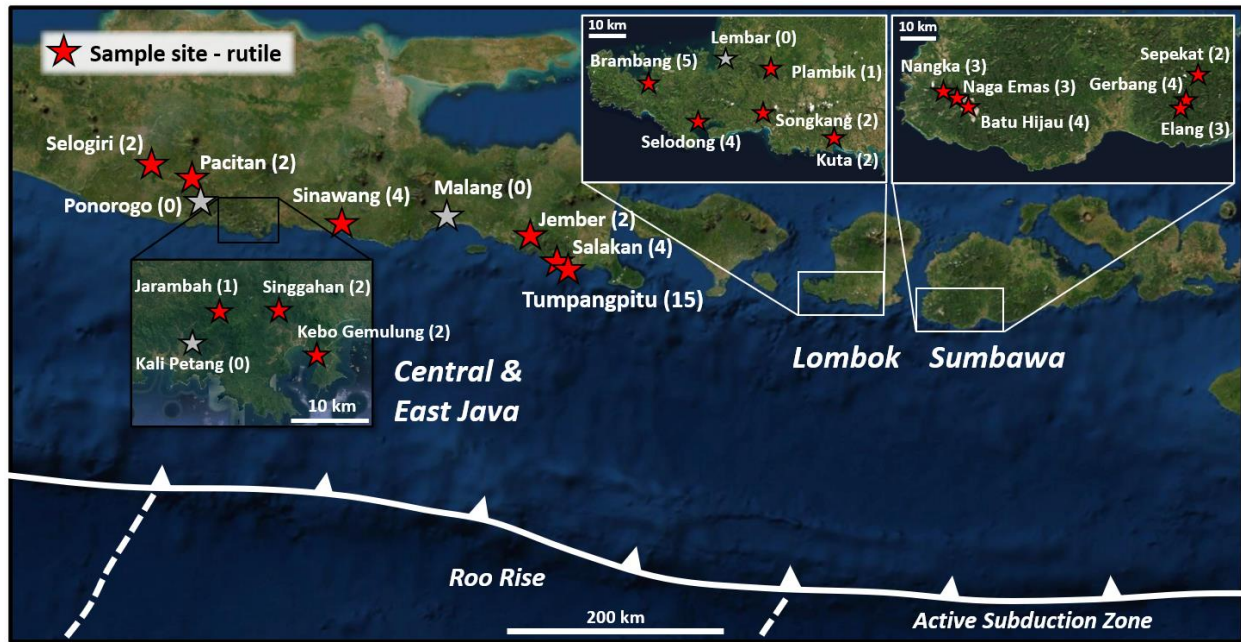 Sample site - rutile
Selogiri (2)
Pacitan (2)
Ponorogo (0)
Sinawang (4)
Malang (0)
Jember (2)
Salakan (4)
Tumpangpitu (15)
Jarambah (1)
Singgahan (2)
Kebo Gemulung (2)
Kali Petang (0)
10 km
Central &
East Java
10 km
Lembar (0)
Brambang (5)
Plambik (1)
Songkang (2)
Selodong (4)
Kuta (2)
10 km
Sepekat (2)
Nangka (3)
Naga Emas (3)
Gerbang (4)
Batu Hijau (4)
Elang (3)
Lombok
Sumbawa
Roo Rise
200 km
Active Subduction Zone